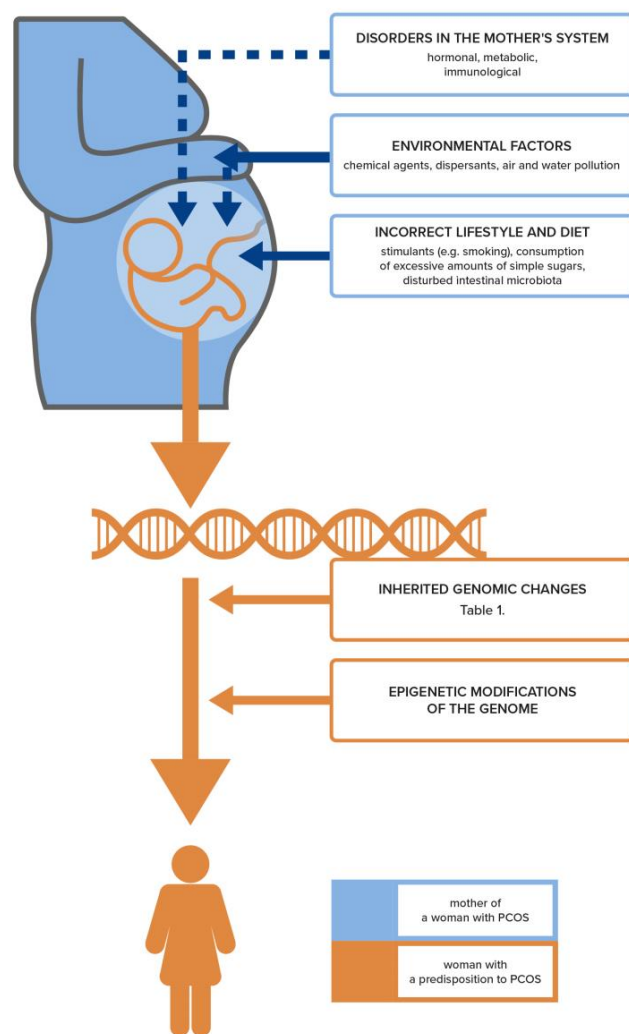 DISORDERS IN THE MOTHER'S SYSTEM
hormonal, metabolic,
immunological
ENVIRONMENTAL FACTORS
chemical agents, dispersants, air and water pollution
INCORRECT LIFESTYLE AND DIET
stimulants (e.g. smoking), consumption
of excessive amounts of simple sugars,
disturbed intestinal microbiota
INHERITED GENOMIC CHANGES
Table 1.
EPIGENETIC MODIFICATIONS
OF THE GENOME
mother of
a woman with PCOS
woman with
a predisposition to PCOS